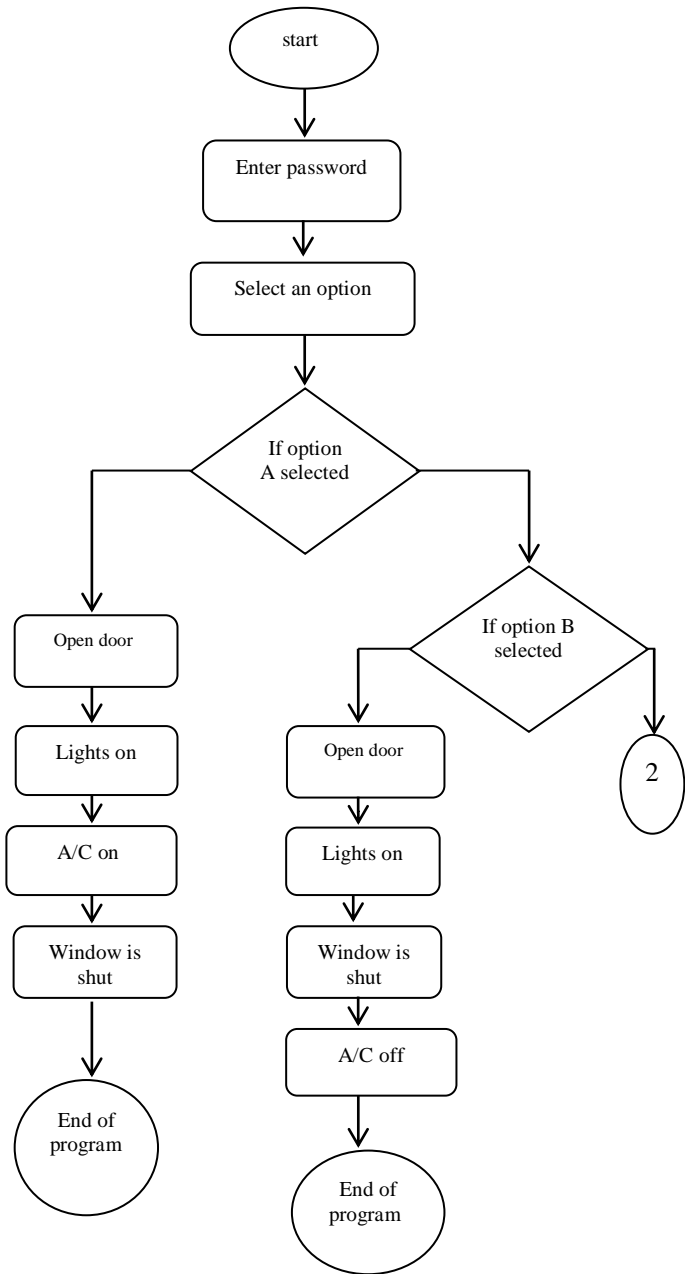 start
Enter password
Select an option
If option
A selected
Open door
Lights on
A/C on
Window is
shut
End of
program
If option B
selected
Open door
Lights on
Window is
shut
A/C off
End of
program
2